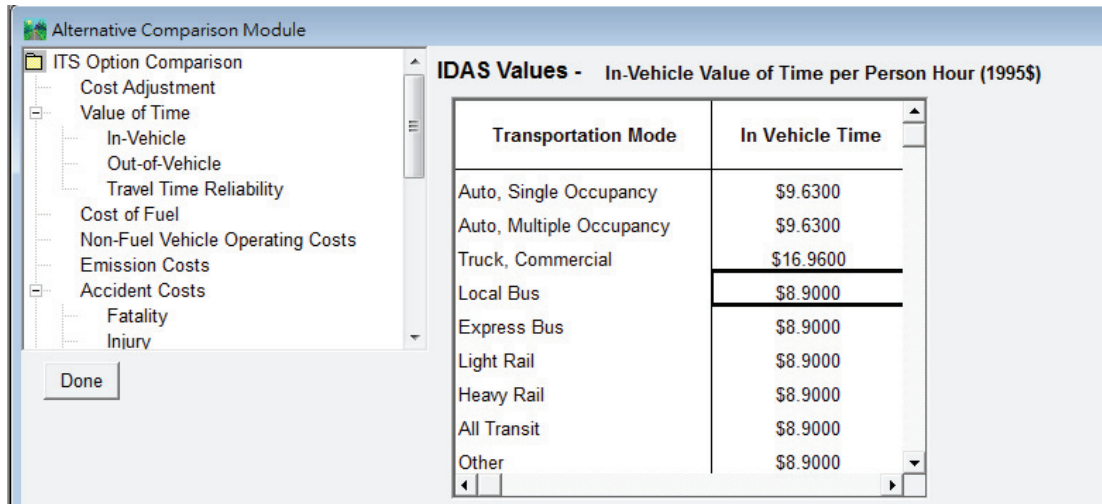 Alternative Comparison Module
ITS Option Comparison
Cost Adjustment
Value of Time
In-Vehicle
Out-of-Vehicle
Travel Time Reliability
Cost of Fuel
Non-Fuel Vehicle Operating Costs
Emission Costs
Accident Costs
Fatality
Injury
Done
IDAS Values - In-Vehicle Value of Time per Person Hour (1995$)
Transportation Mode In Vehicle Time
Auto, Single Occupancy $9.6300
Auto, Multiple Occupancy $9.6300
Truck, Commercial $16.9600
Local Bus $8.9000
Express Bus $8.9000
Light Rail $8.9000
Heavy Rail $8.9000
All Transit $8.9000
Other $8.9000